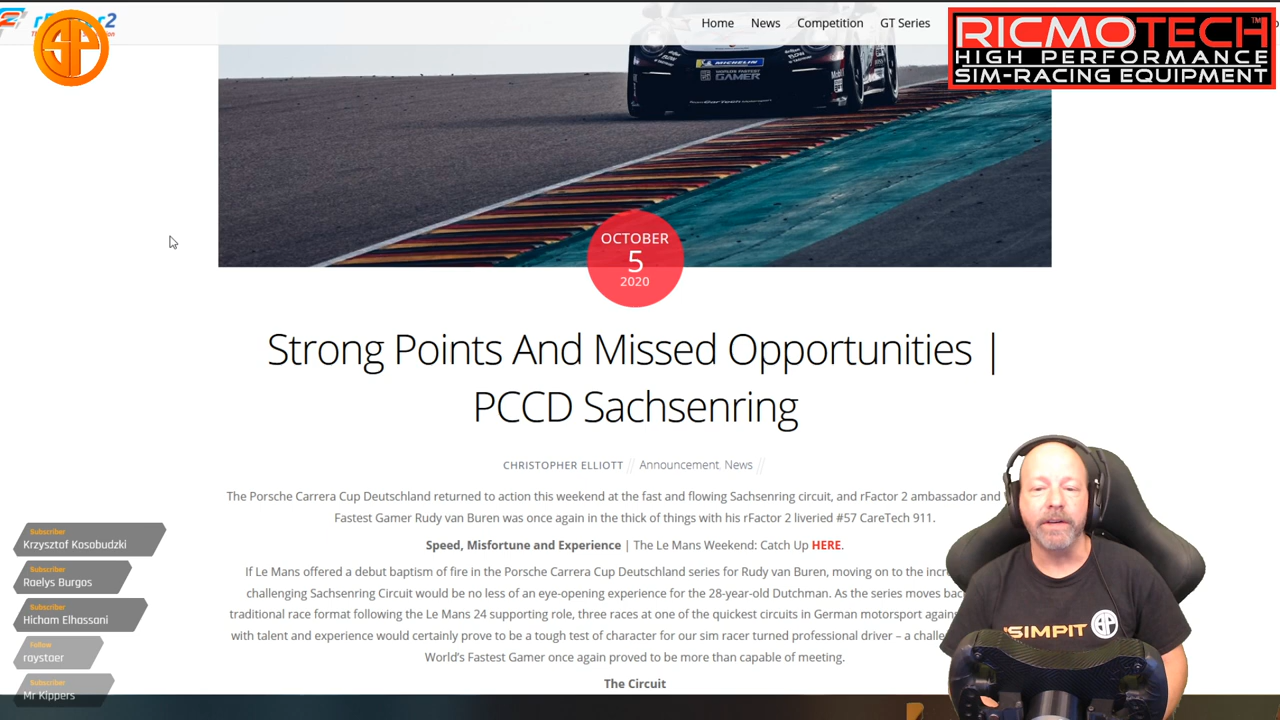 rFactor2
SP
Home
News
Competition
GT Series
RICMOTECH™
HIGH PERFORMANCE
SIM-RACING EQUIPMENT
MICHELIN
WORLDS FASTEST
GAMER
OCTOBER
5
2020
Strong Points And Missed Opportunities |
PCCD Sachsenring
CHRISTOPHER ELLIOTT // Announcement, News //
The Porsche Carrera Cup Deutschland returned to action this weekend at the fast and flowing Sachsenring circuit, and rFactor 2 ambassador and
Fastest Gamer Rudy van Buren was once again in the thick of things with his rFactor 2 liveried #57 CareTech 911.
Speed, Misfortune and Experience | The Le Mans Weekend: Catch Up HERE.
If Le Mans offered a debut baptism of fire in the Porsche Carrera Cup Deutschland series for Rudy van Buren, moving on to the
challenging Sachsenring Circuit would be no less of an eye-opening experience for the 28-year-old Dutchman. As the series moves
traditional race format following the Le Mans 24 supporting role, three races at one of the quickest circuits in German motorsport
with talent and experience would certainly prove to be a tough test of character for our sim racer turned professional driver – a
World's Fastest Gamer once again proved to be more than capable of meeting.
The Circuit
Subscriber
Krzysztof Kosobudzki
Subscriber
Raelys Burgos
Subscriber
Hicham Elhassani
Follow
raystaer
Subscriber
Mr Kippers
SIMPIT